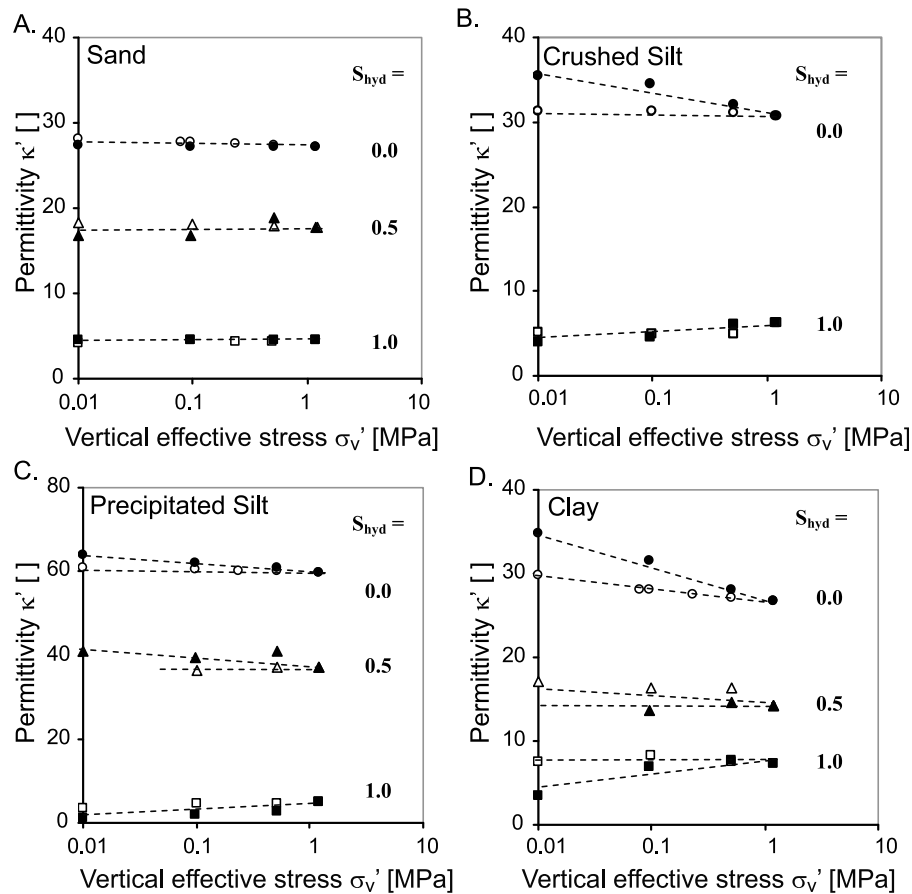 A.
Sand
S_hyd =
40
30
20
10
0
0.0
0.5
1.0
0.01 0.1 1 10
Permittivity κ' [ ]
Vertical effective stress σ_v' [MPa]
B.
Crushed Silt
S_hyd =
40
30
20
10
0
0.0
1.0
0.01 0.1 1 10
Permittivity κ' [ ]
Vertical effective stress σ_v' [MPa]
C.
Precipitated Silt
S_hyd =
80
60
40
20
0
0.0
0.5
1.0
0.01 0.1 1 10
Permittivity κ' [ ]
Vertical effective stress σ_v' [MPa]
D.
Clay
S_hyd =
40
30
20
10
0
0.0
0.5
1.0
0.01 0.1 1 10
Permittivity κ' [ ]
Vertical effective stress σ_v' [MPa]